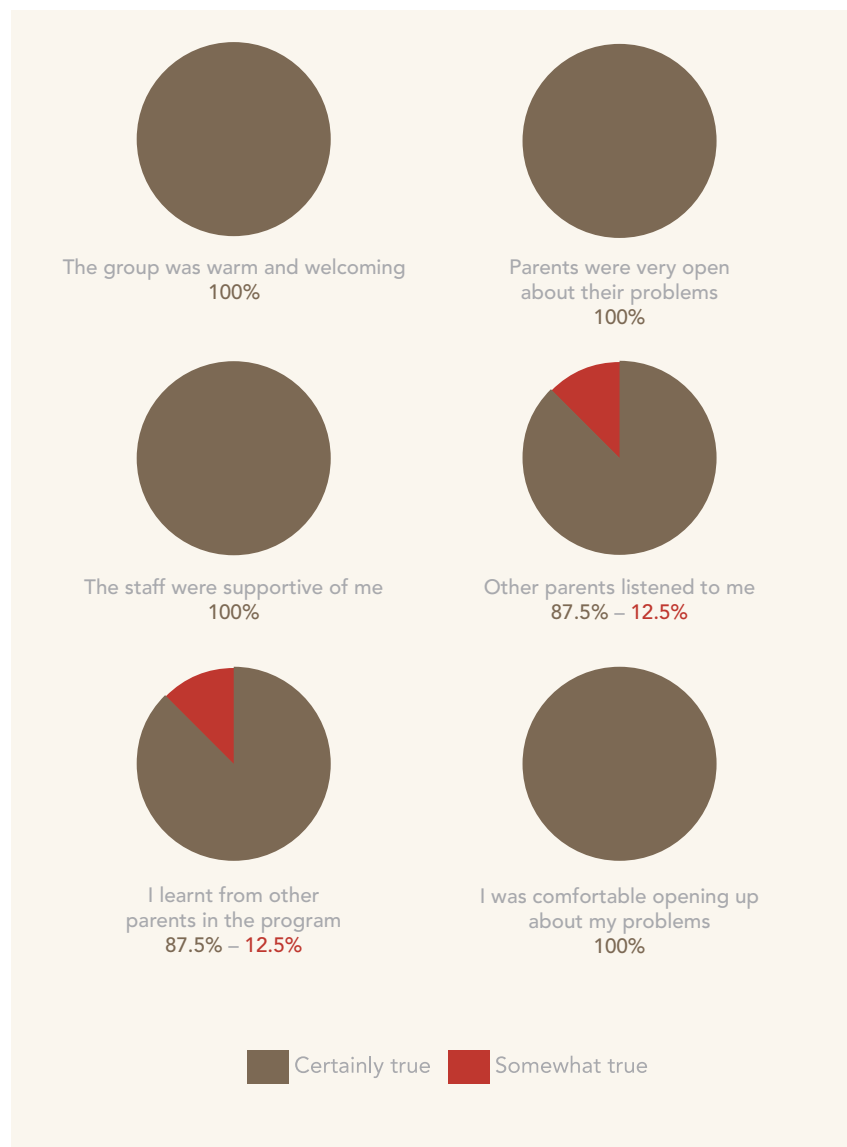 The group was warm and welcoming
100%
Parents were very open
about their problems
100%
The staff were supportive of me
100%
Other parents listened to me
87.5% – 12.5%
I learnt from other
parents in the program
87.5% – 12.5%
I was comfortable opening up
about my problems
100%
Certainly true
Somewhat true